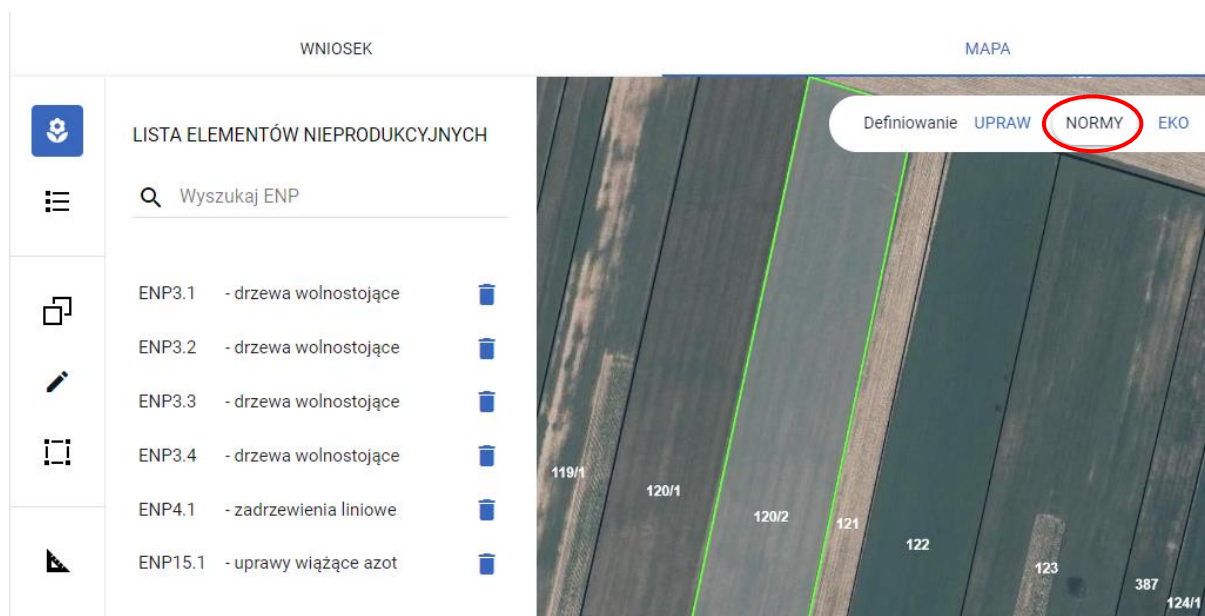 WNIOSEK
MAPA
LISTA ELEMENTÓW NIEPRODUKCYJNYCH
Wyszukaj ENP
ENP3.1 - drzewa wolnostojące
ENP3.2 - drzewa wolnostojące
ENP3.3 - drzewa wolnostojące
ENP3.4 - drzewa wolnostojące
ENP4.1 - zadrzewienia liniowe
ENP15.1 - uprawy wiążące azot
Definiowanie UPRAW NORMY EKO
119/1
120/1
120/2
121
122
123
387
124/1